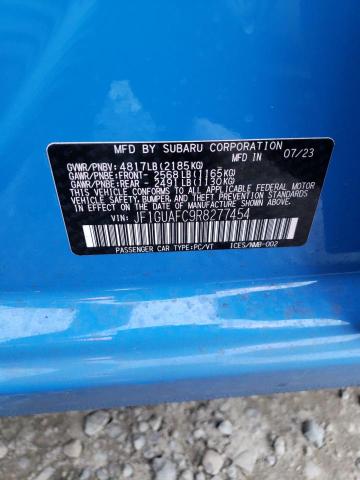 MFD BY SUBARU CORPORATION 07/23
GVWR/PNBV: 4817LB(2185KG)
GAWR/PNBE:FRONT- 2568LB(1165KG)
GAWR/PNBE:REAR - 2491LB(1130KG)
THIS VEHICLE CONFORMS TO ALL APPLICABLE FEDERAL MOTOR
VEHICLE SAFETY, BUMPER, AND THEFT PREVENTION STANDARDS
IN EFFECT ON THE DATE OF MANUFACTURE SHOWN ABOVE.
VIN: JF1GUAFC9R8277454
PASSENGER CAR/VOITURE TYPE:PC/VT ICES/NMB-002